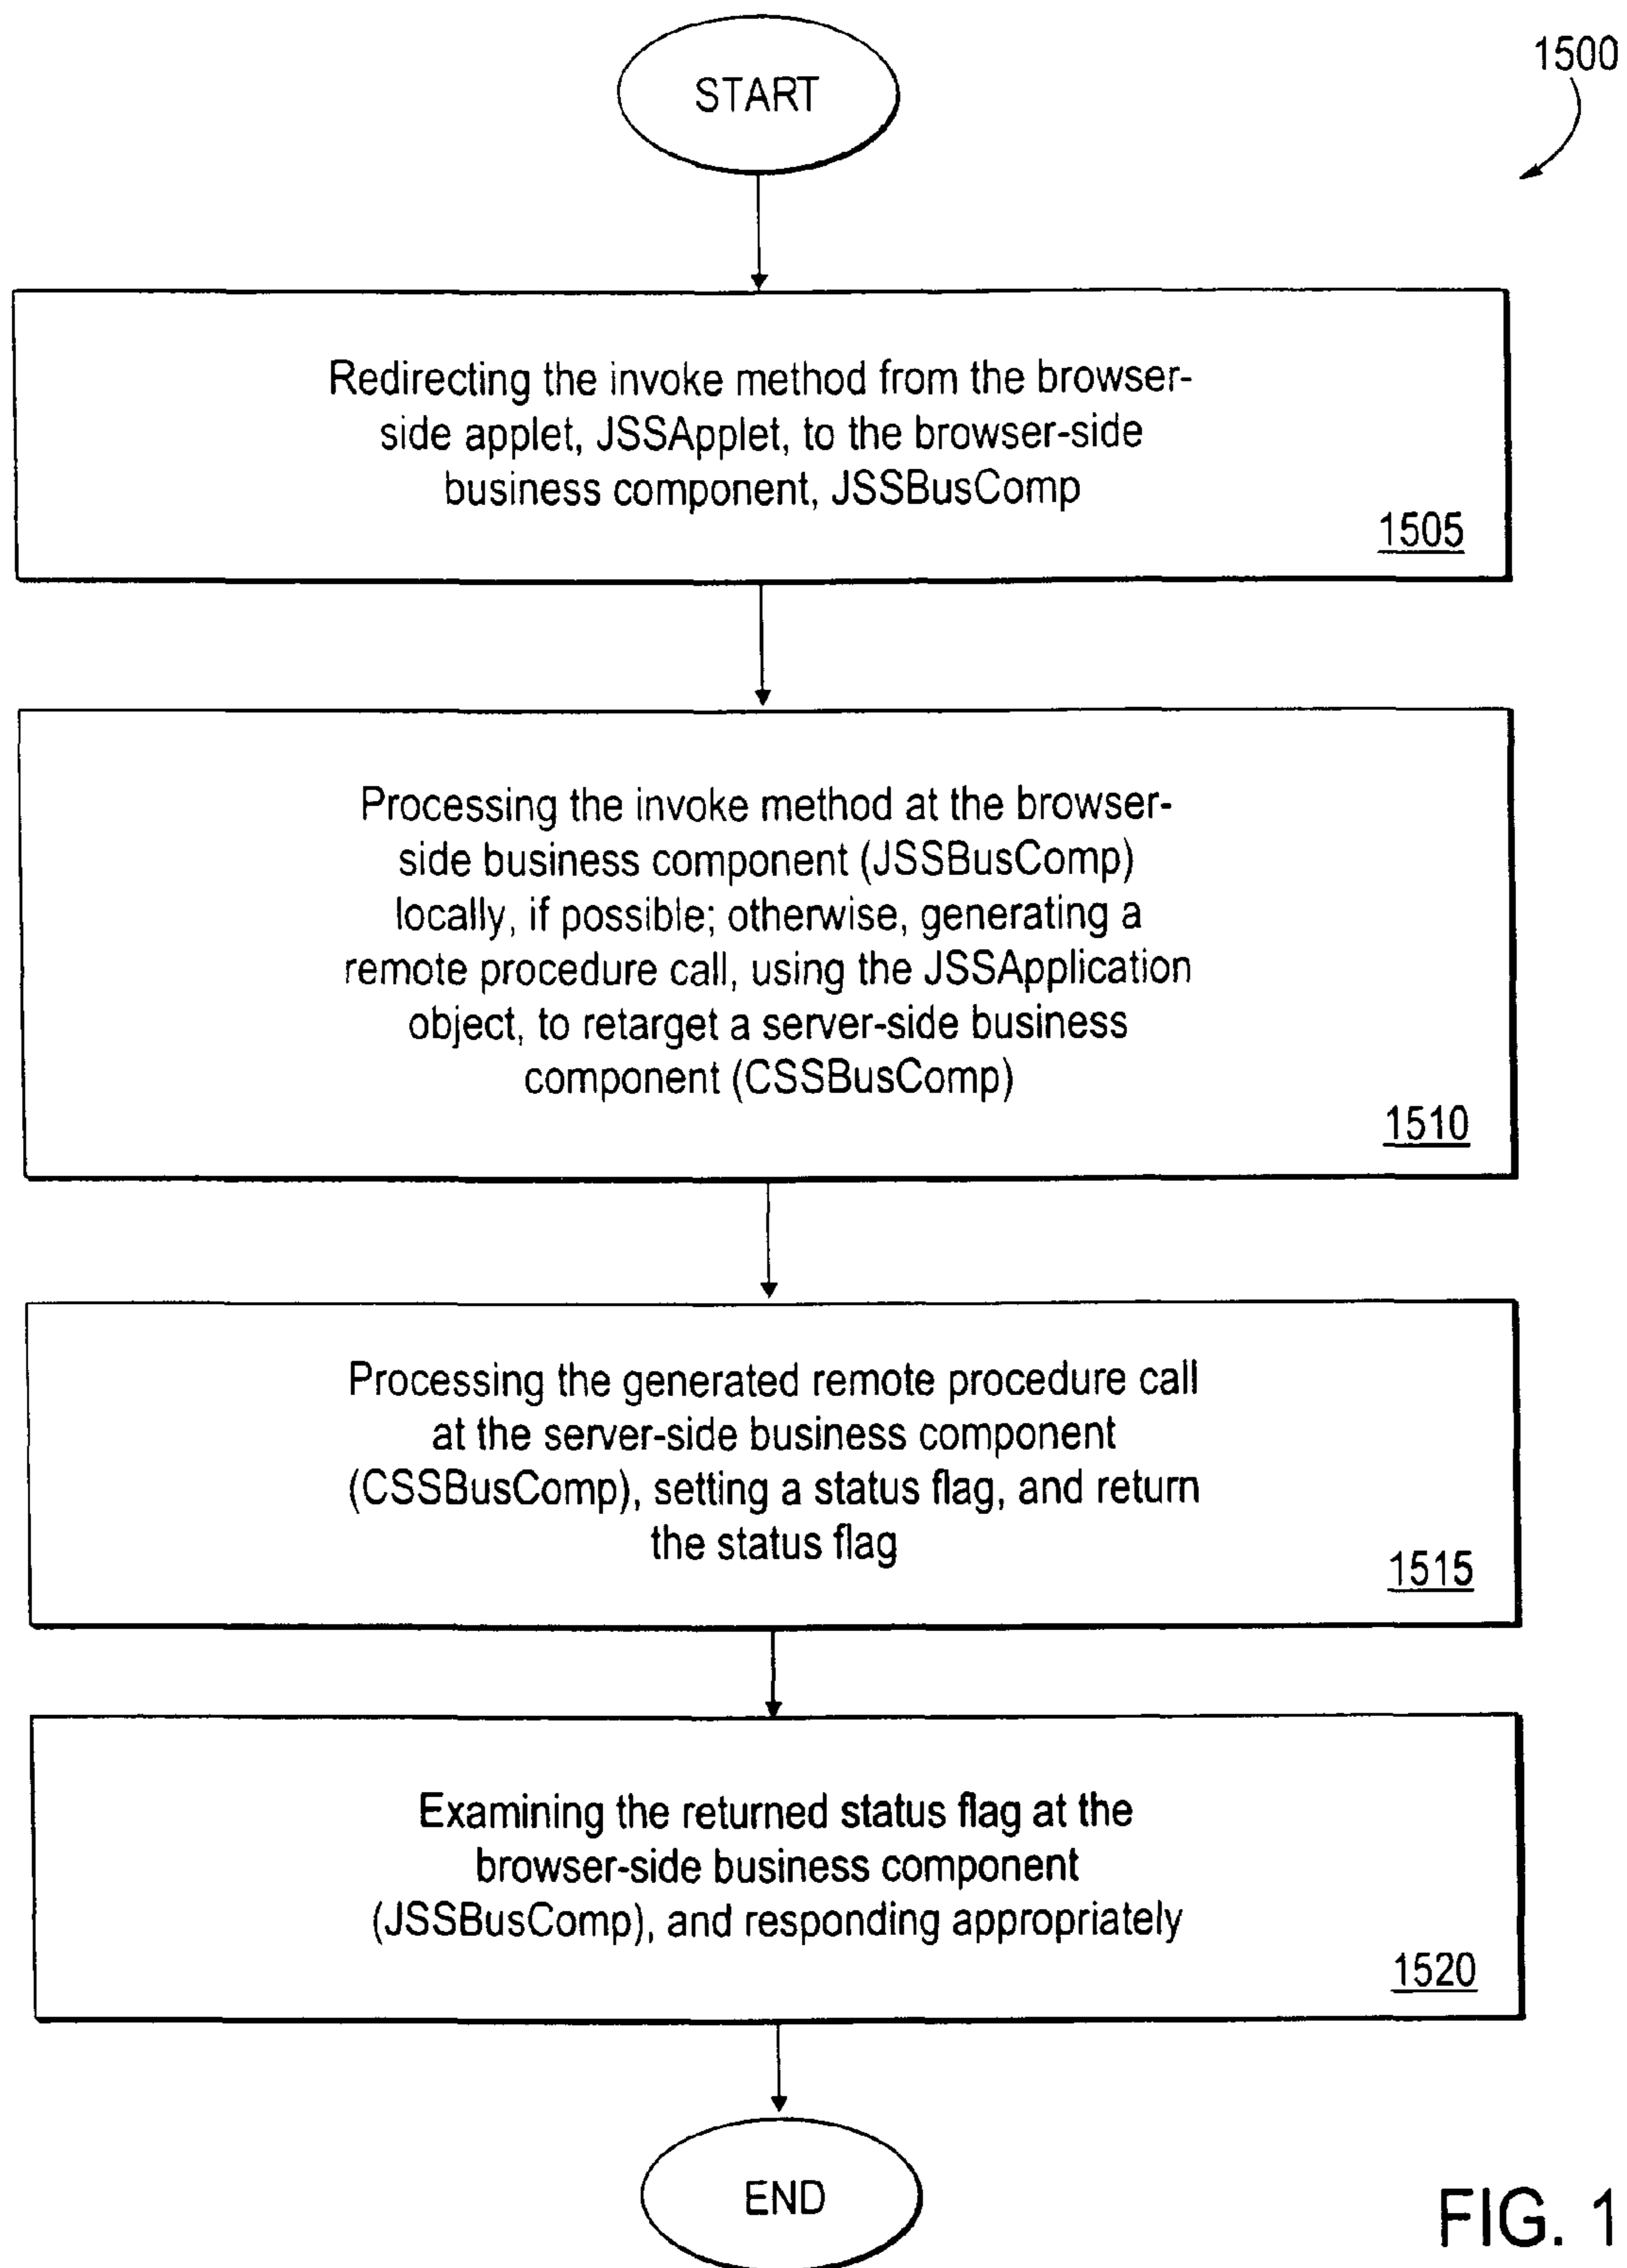 START
1500
Redirecting the invoke method from the browser-
side applet, JSSApplet, to the browser-side
business component, JSSBusComp
1505
Processing the invoke method at the browser-
side business component (JSSBusComp)
locally, if possible; otherwise, generating a
remote procedure call, using the JSSApplication
object, to retarget a server-side business
component (CSSBusComp)
1510
Processing the generated remote procedure call
at the server-side business component
(CSSBusComp), setting a status flag, and return
the status flag
1515
Examining the returned status flag at the
browser-side business component
(JSSBusComp), and responding appropriately
1520
END
FIG. 1